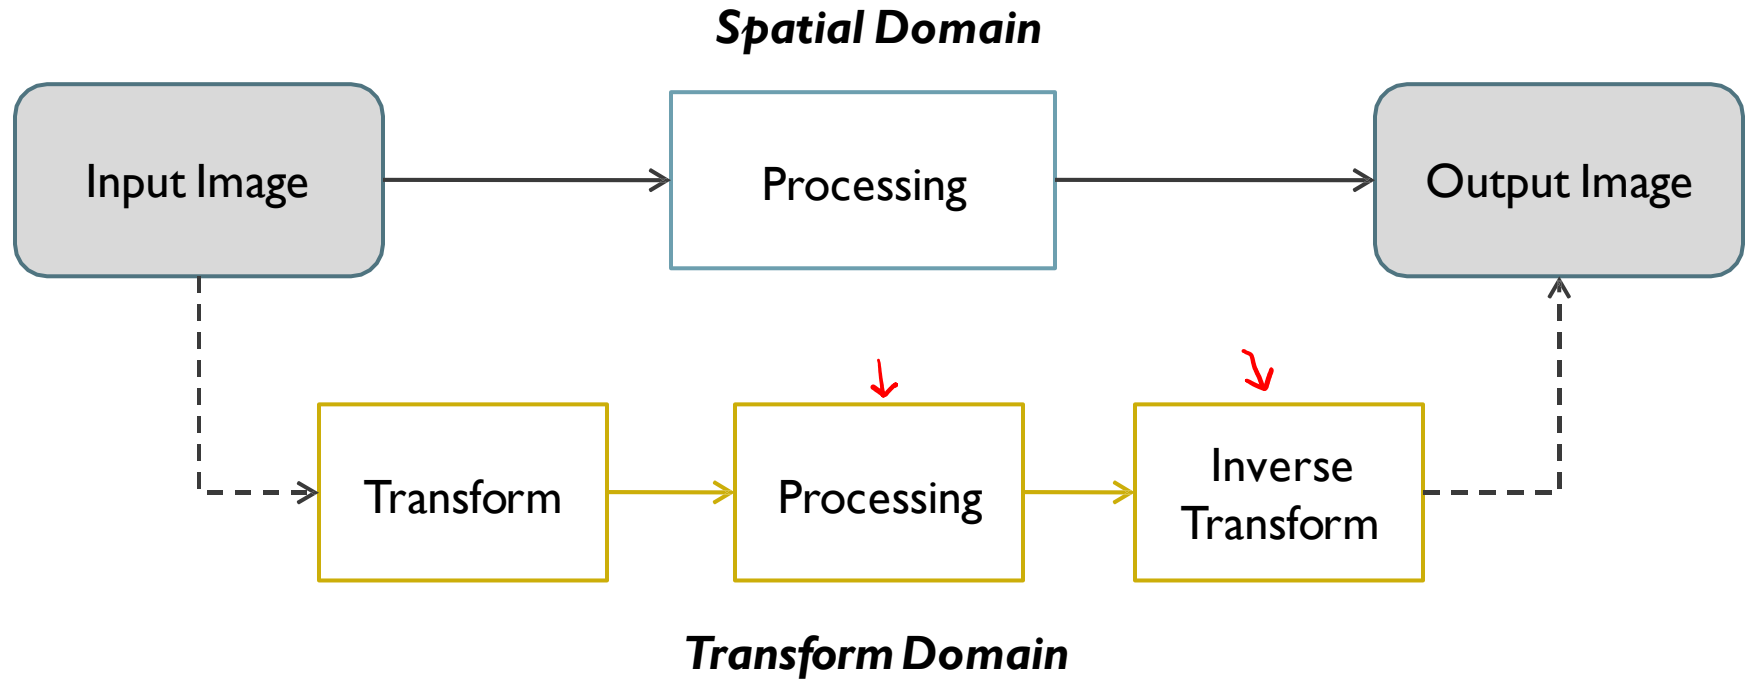 Spatial Domain
Input Image
Processing
Output Image
Transform
Processing
Inverse
Transform
Transform Domain